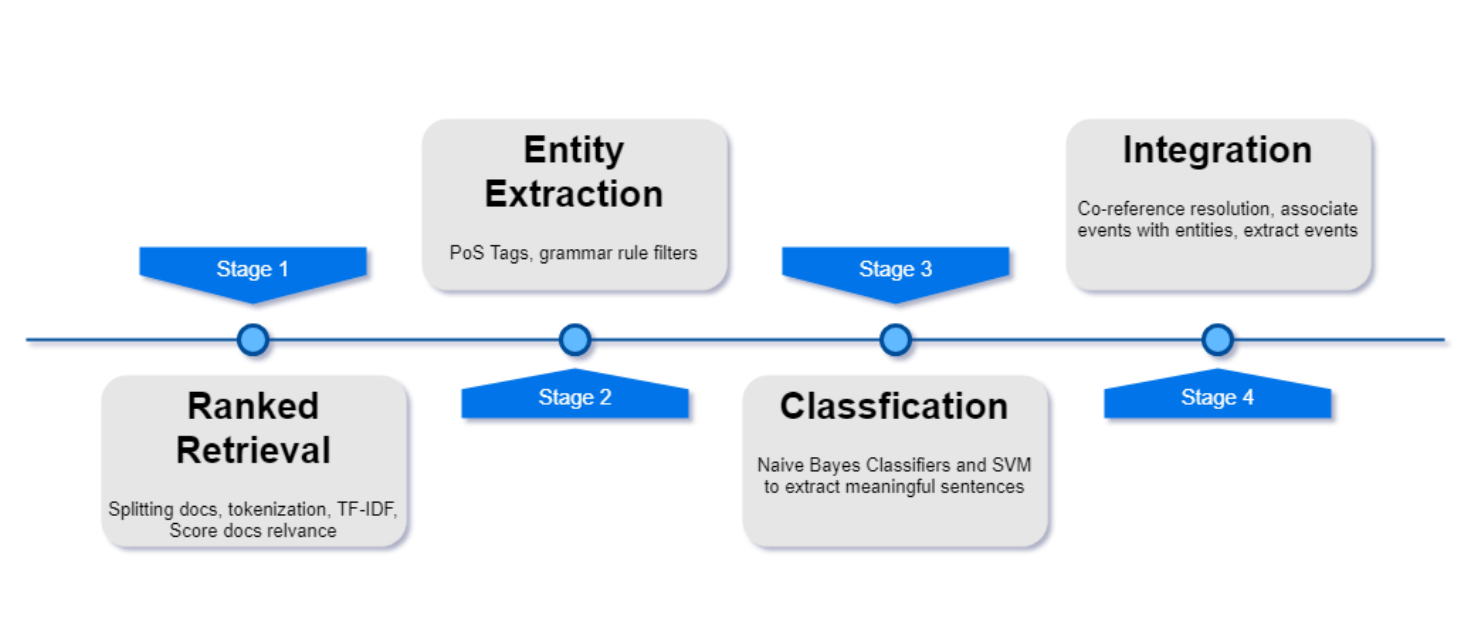 Stage 1
Ranked
Retrieval
Splitting docs, tokenization, TF-IDF,
Score docs relvance
Entity
Extraction
PoS Tags, grammar rule filters
Stage 2
Stage 3
Classfication
Naive Bayes Classifiers and SVM
to extract meaningful sentences
Integration
Co-reference resolution, associate
events with entities, extract events
Stage 4